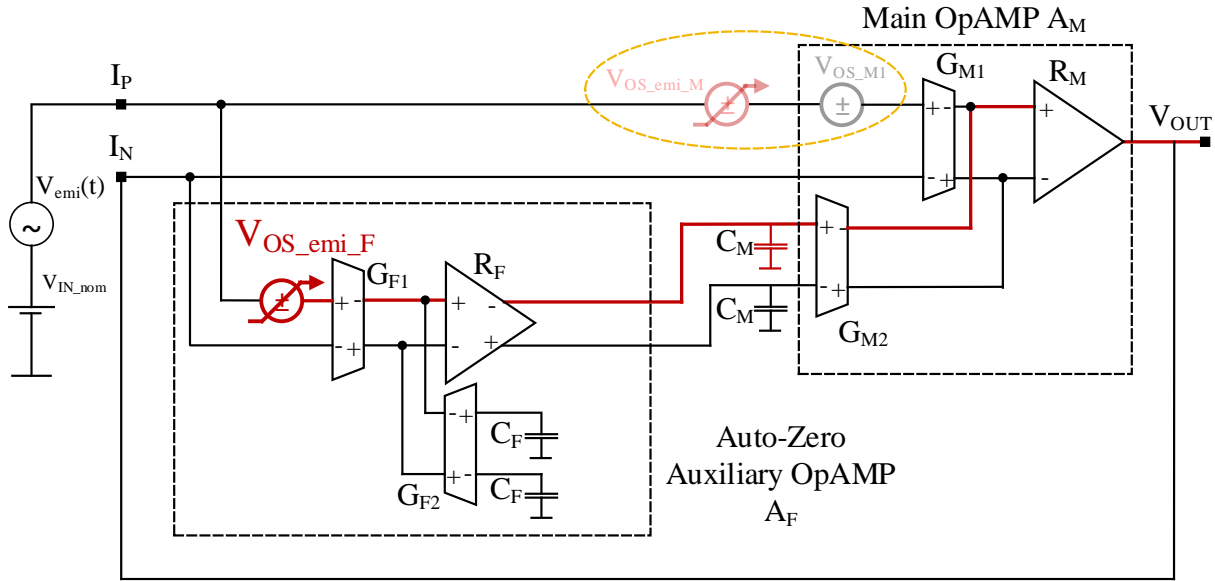 Main OpAMP A_M
I_P
V_OS_emi_M
V_OS_M1
G_M1
R_M
V_OUT
± ±
+ -
+
I_N
- +
-
V_emi(t)
~
V_OS_emi_F
G_F1
R_F
C_M
+ -
V_IN_nom
±
+ -
+ -
C_M
- +
- +
-
+
G_M2
- +
C_F
Auto-Zero
Auxiliary OpAMP
A_F
+ -
C_F
G_F2